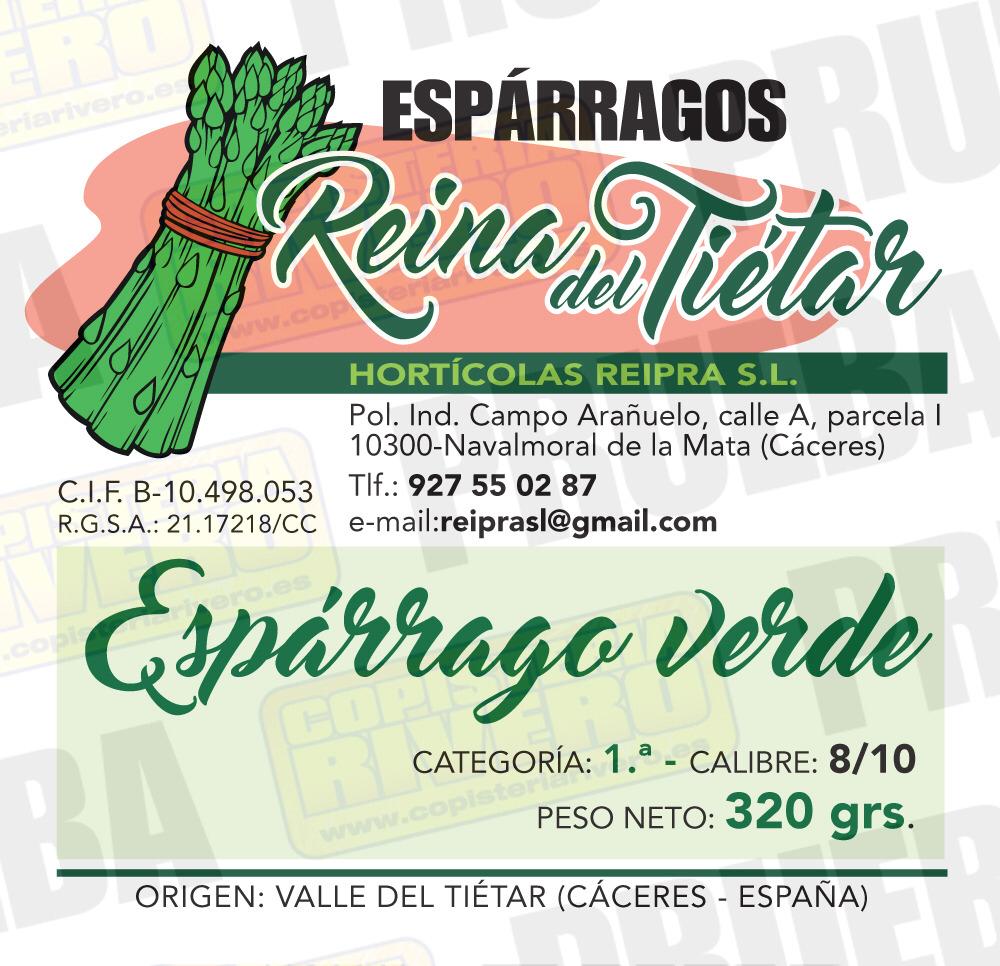 ESPÁRRAGOS
Reina del Tiétar
HORTÍCOLAS REIPRA S.L.
Pol. Ind. Campo Arañuelo, calle A, parcela I
10300-Navalmoral de la Mata (Cáceres)
Tlf.: 927 55 02 87
e-mail:reiprasl@gmail.com
C.I.F. B-10.498.053
R.G.S.A.: 21.17218/CC
Espárrago verde
CATEGORÍA: 1.ª - CALIBRE: 8/10
PESO NETO: 320 grs.
ORIGEN: VALLE DEL TIÉTAR (CÁCERES - ESPAÑA)
PRUEBA
COPISTERIA
RIVERO
www.copisteriarivero.es